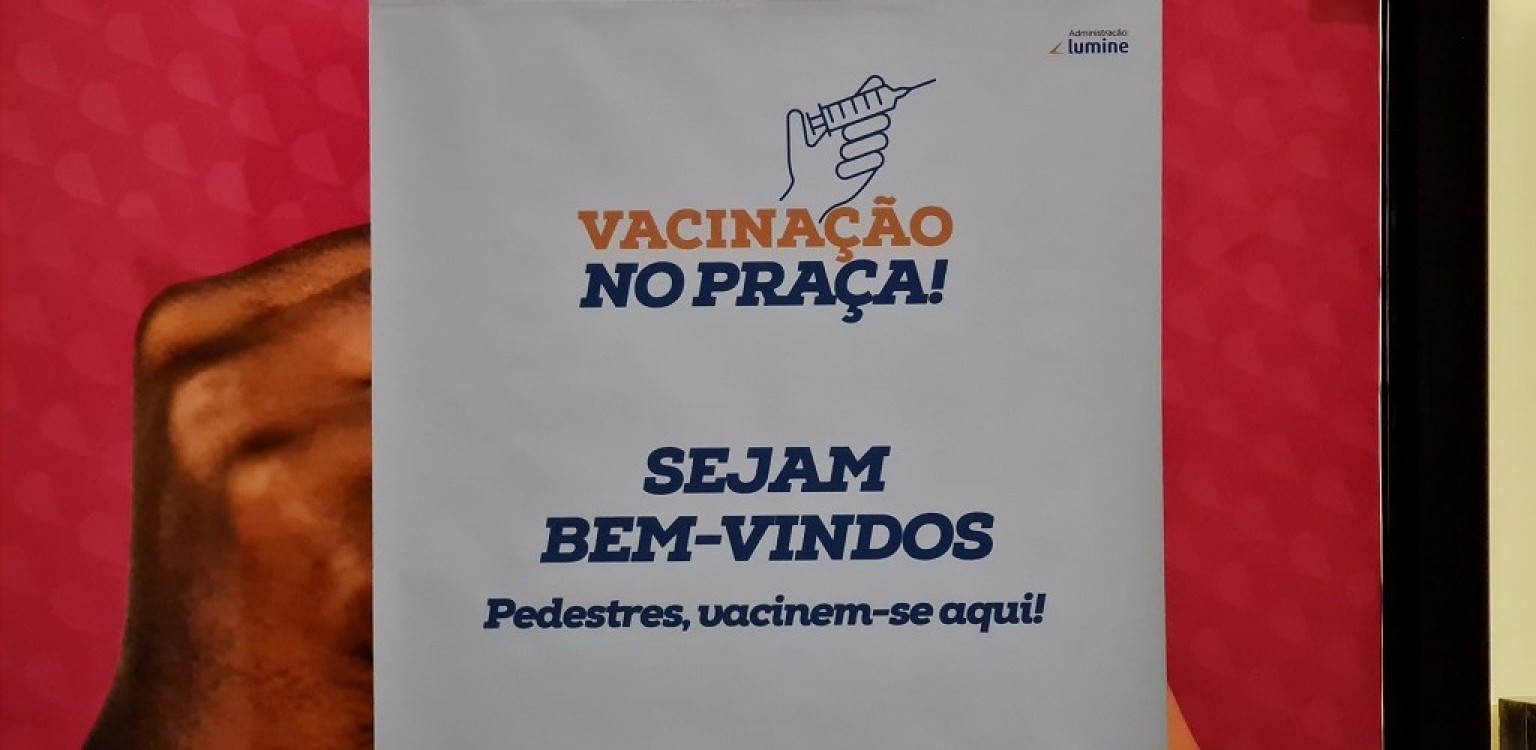 Administração:
lumine
VACINAÇÃO
NO PRAÇA!
SEJAM
BEM-VINDOS
Pedestres, vacinem-se aqui!